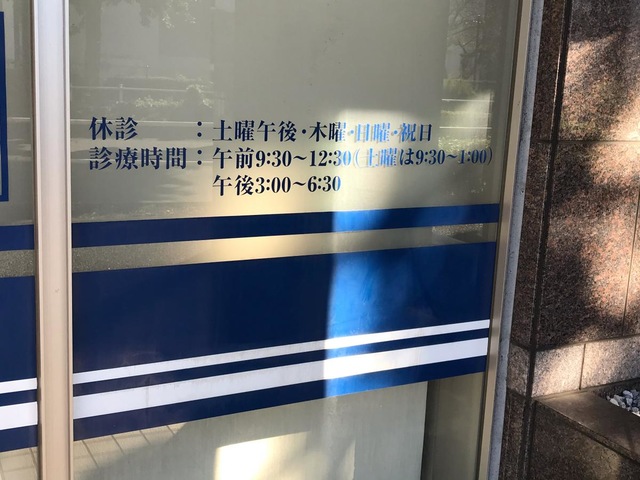 休診　　：土曜午後・木曜・日曜・祝日
診療時間：午前9:30～12:30（土曜は9:30～1:00）
午後3:00～6:30